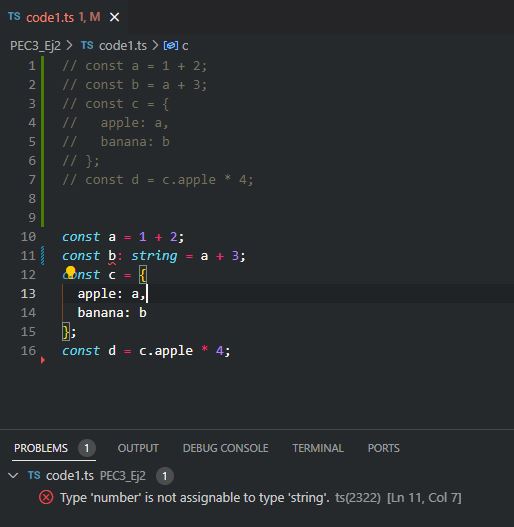 TS code1.ts 1, M
PEC3_Ej2 > TS code1.ts > c
1 // const a = 1 + 2;
2 // const b = a + 3;
3 // const c = {
4 //   apple: a,
5 //   banana: b
6 // };
7 // const d = c.apple * 4;
8
9
10 const a = 1 + 2;
11 const b: string = a + 3;
12 const c = {
13   apple: a,
14   banana: b
15 };
16 const d = c.apple * 4;
PROBLEMS 1 OUTPUT DEBUG CONSOLE TERMINAL PORTS
TS code1.ts PEC3_Ej2 1
Type 'number' is not assignable to type 'string'. ts(2322) [Ln 11, Col 7]